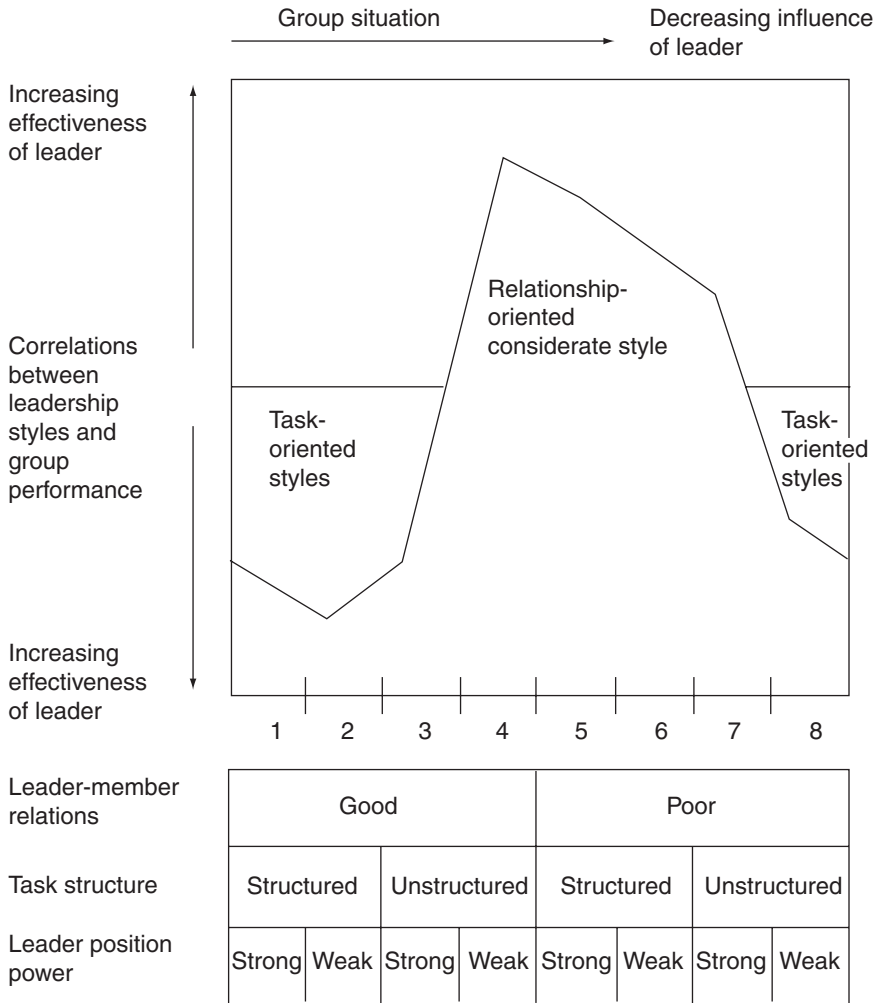 Group situation
Decreasing influence
of leader
Increasing
effectiveness
of leader
Relationship-
oriented
considerate style
Correlations
between
leadership
styles and
group
performance
Task-
oriented
styles
Task-
oriented
styles
Increasing
effectiveness
of leader
1 2 3 4 5 6 7 8
Leader-member
relations
Good Poor
Task structure
Structured Unstructured Structured Unstructured
Leader position
power
Strong Weak Strong Weak Strong Weak Strong Weak